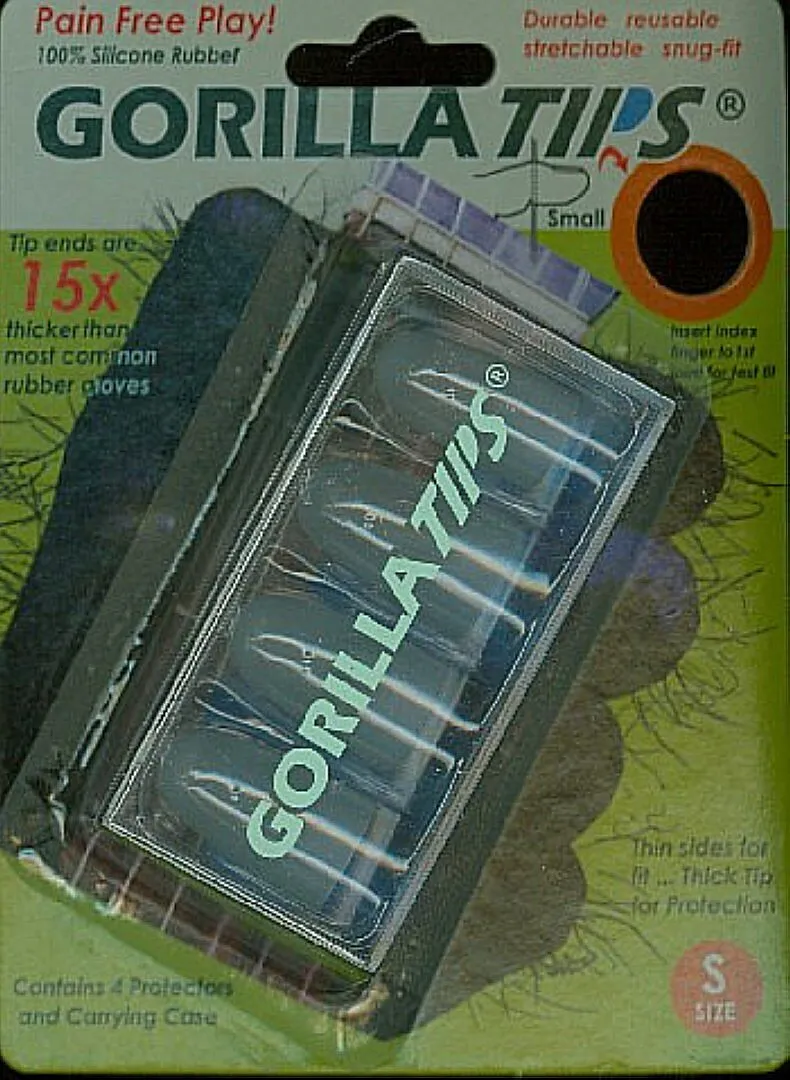 Pain Free Play!
100% Silicone Rubber
Durable reusable
stretchable snug-fit
GORILLA TIPS®
Small
Tip ends are
15x
thicker than
most common
rubber gloves
Insert index
finger to 1st
for test fit
GORILLA TIPS®
Thin sides for
fit ... Thick Tip
for Protection
Contains 4 Protectors
and Carrying Case
S
SIZE